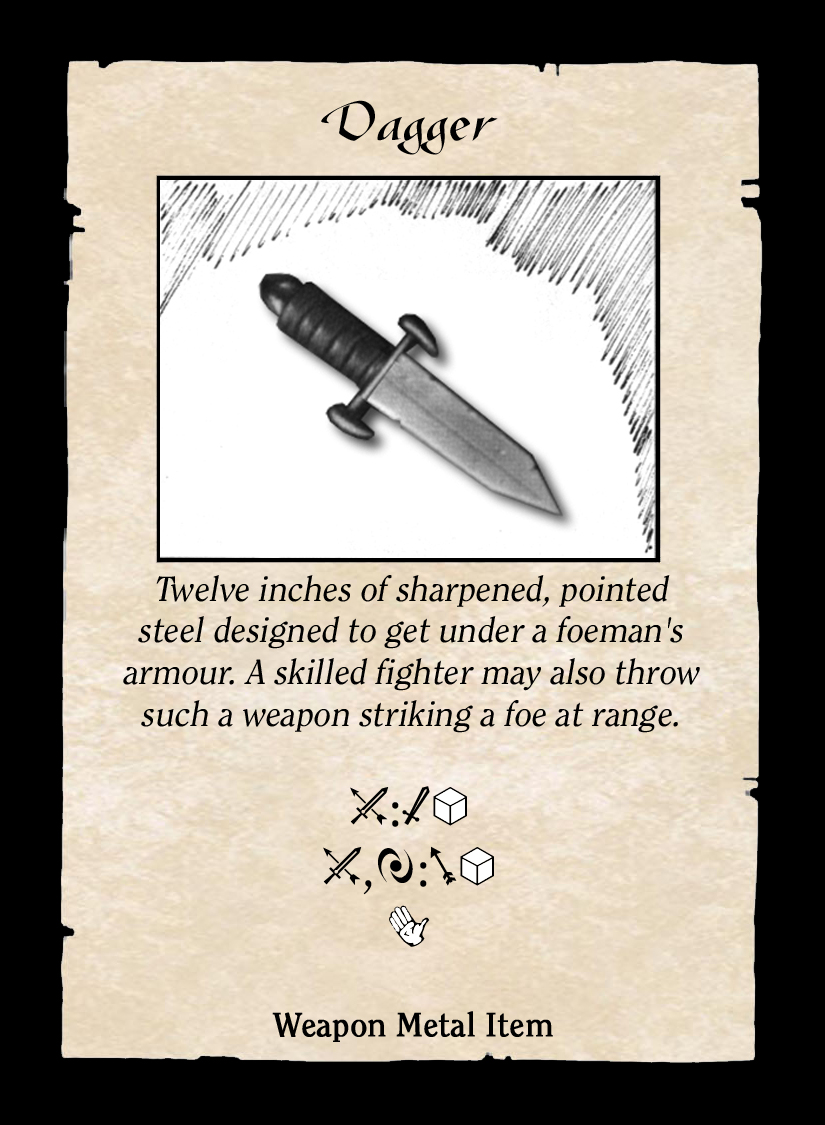 Dagger
Twelve inches of sharpened, pointed
steel designed to get under a foeman's
armour. A skilled fighter may also throw
such a weapon striking a foe at range.
:
,:
Weapon Metal Item